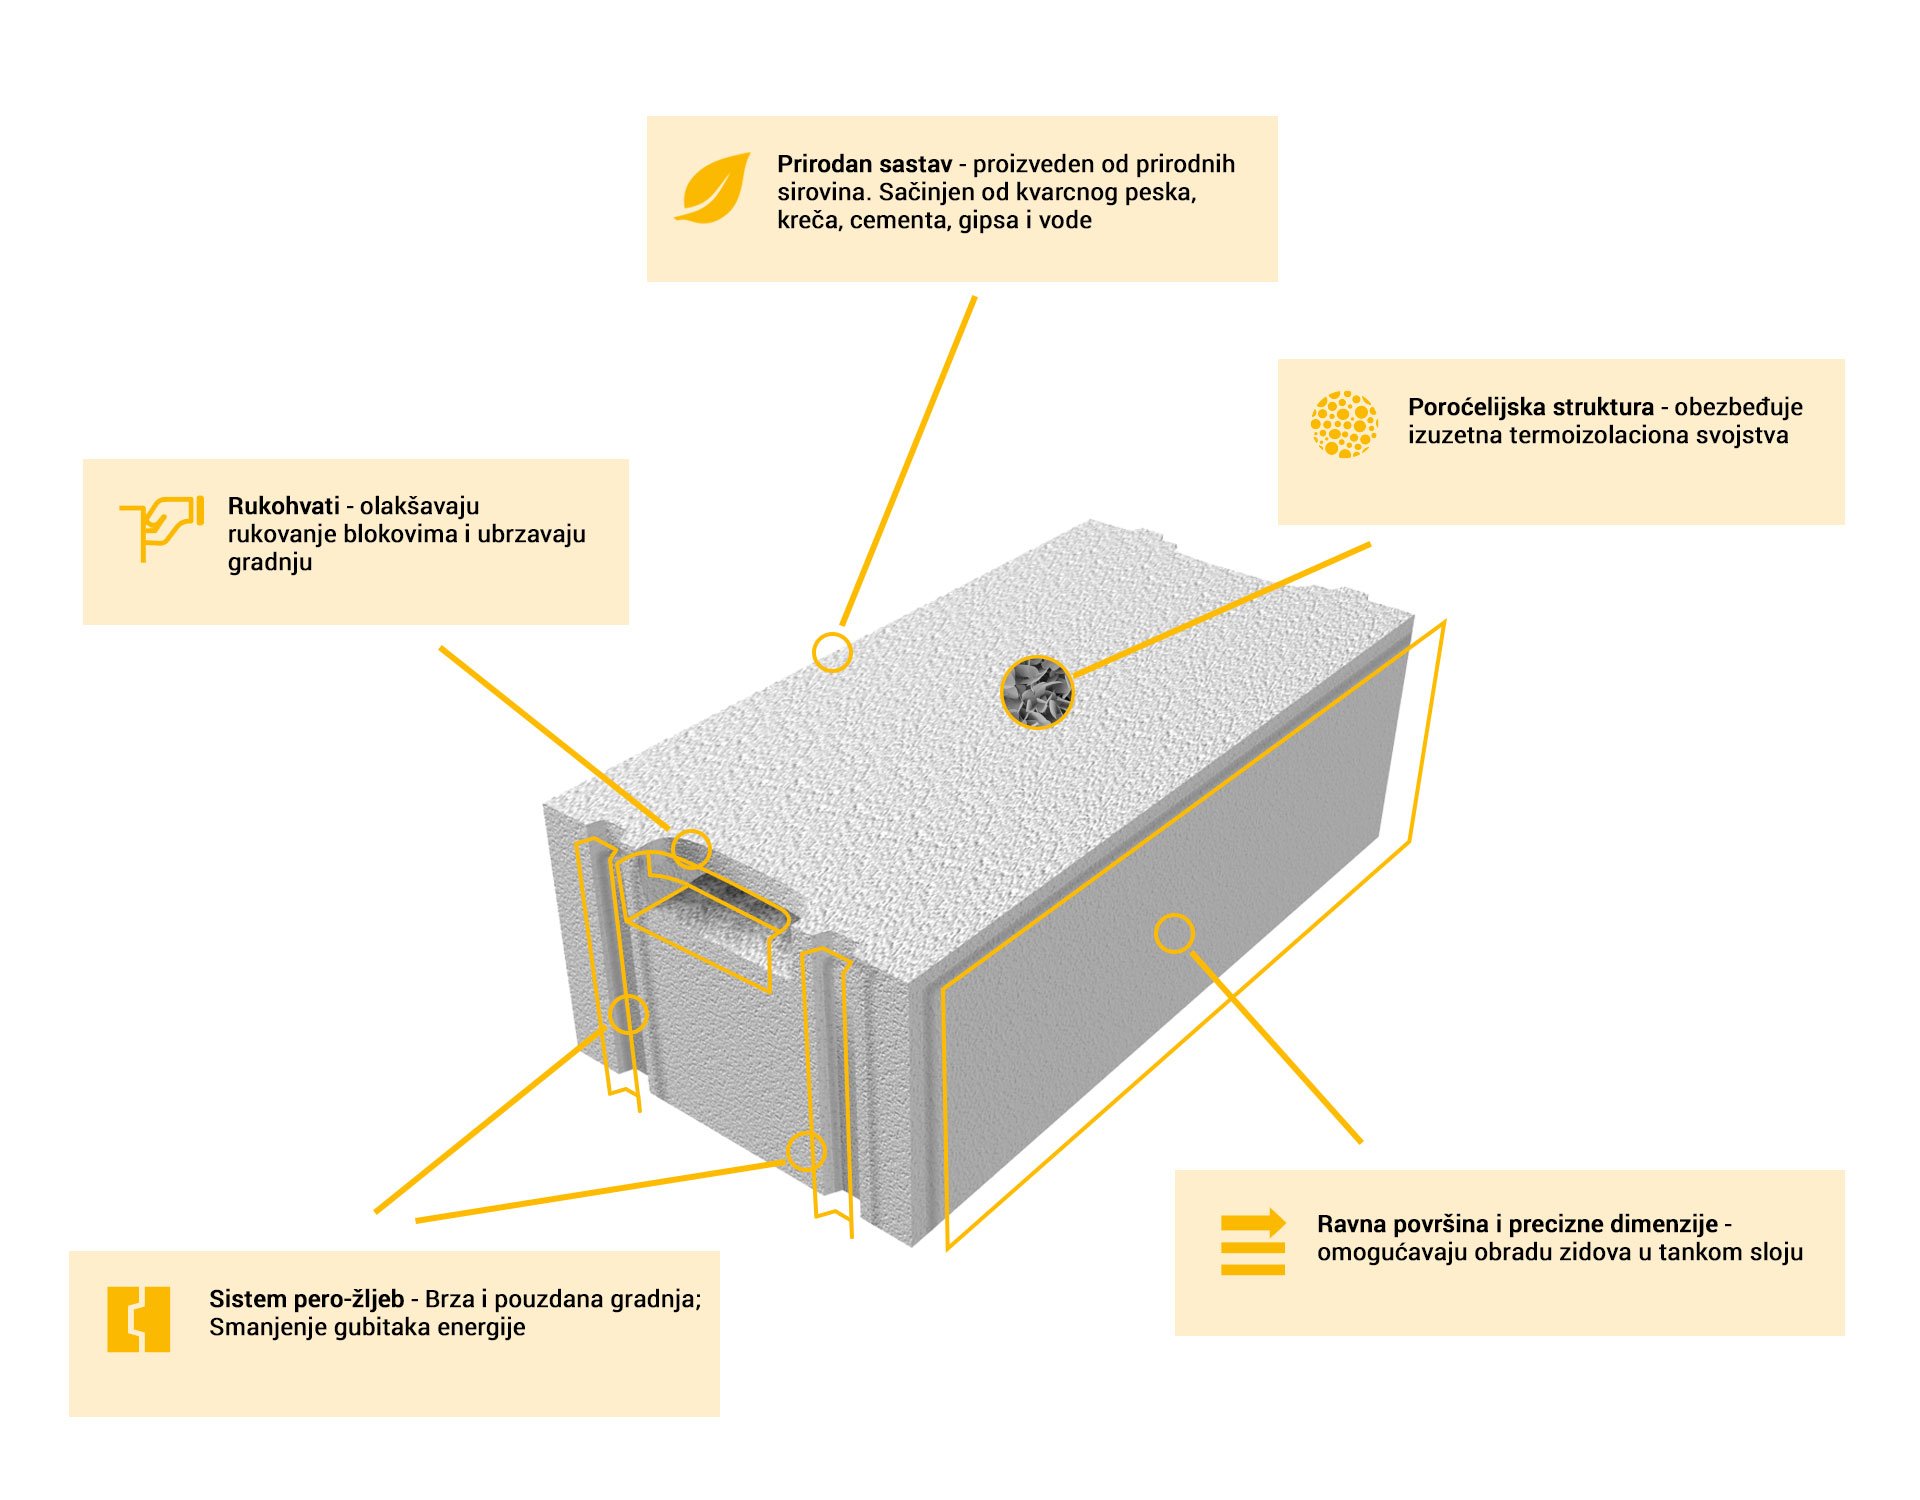 Prirodan sastav - proizveden od prirodnih
sirovina. Sačinjen od kvarcnog peska,
kreča, cementa, gipsa i vode
Poroćelijska struktura - obezbeđuje
izuzetna termoizolaciona svojstva
Rukohvati - olakšavaju
rukovanje blokovima i ubrzavaju
gradnju
Ravna površina i precizne dimenzije -
omogućavaju obradu zidova u tankom sloju
Sistem pero-žljeb - Brza i pouzdana gradnja;
Smanjenje gubitaka energije